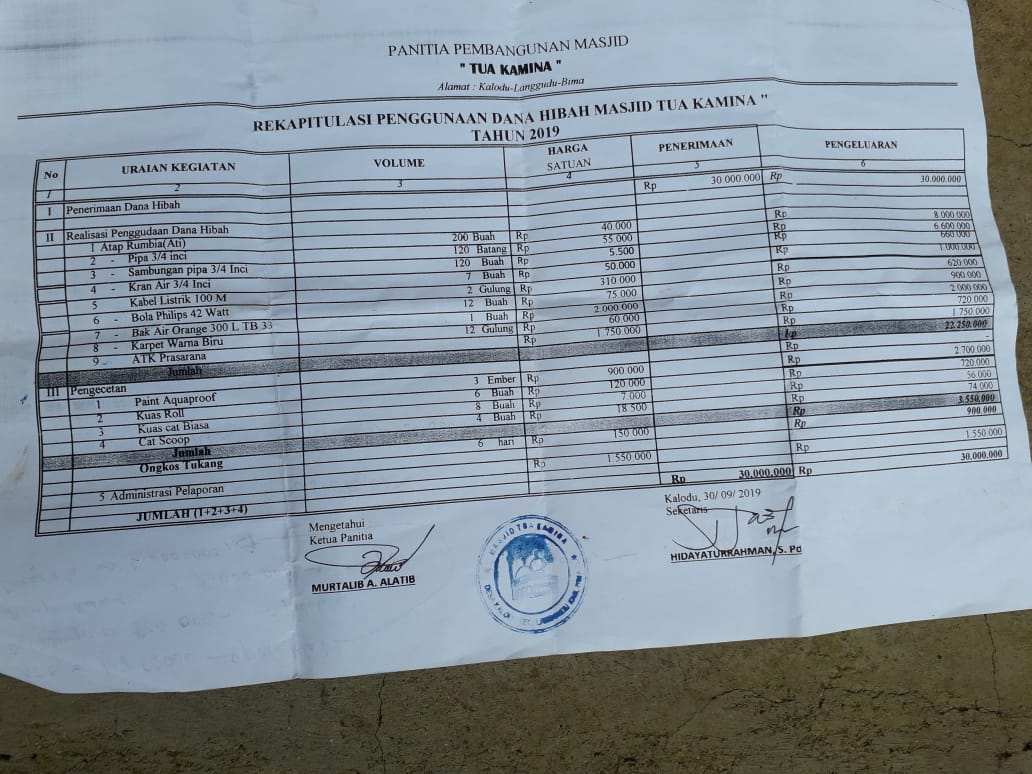 PANITIA PEMBANGUNAN MASJID
" TUA KAMINA "
Alamat : Kalodu-Langgudu-Bima
REKAPITULASI PENGGUNAAN DANA HIBAH MASJID TUA KAMINA "
TAHUN 2019
No URAIAN KEGIATAN VOLUME HARGA SATUAN PENERIMAAN PENGELUARAN
1 2 3 4 5 6
I Penerimaan Dana Hibah Rp 30.000.000 Rp 30.000.000
II Realisasi Penggudaan Dana Hibah
1 Atap Rumbia(Ati) 200 Buah Rp 40.000 Rp 8.000.000
2 - Pipa 3/4 inci 120 Batang Rp 55.000 Rp 6.600.000
3 - Sambungan pipa 3/4 Inci 120 Buah Rp 5.500 Rp 660.000
4 - Kran Air 3/4 Inci 7 Buah Rp 50.000 Rp 1.000.000
5 Kabel Listrik 100 M 2 Gulung Rp 310.000 Rp 620.000
6 - Bola Philips 42 Watt 12 Buah Rp 75.000 Rp 900.000
7 - Bak Air Orange 300 L TB 33 1 Buah Rp 2.000.000 Rp 2.000.000
8 - Karpet Warna Biru 12 Gulung Rp 60.000 Rp 720.000
9 - ATK Prasarana Rp 1.750.000 Rp 1.750.000
Jumlah Rp 22.250.000
III Pengecetan Rp -
1 Paint Aquaproof 3 Ember Rp 900.000 Rp 2.700.000
2 Kuas Roll 6 Buah Rp 120.000 Rp 720.000
3 Kuas cat Biasa 8 Buah Rp 7.000 Rp 56.000
4 Cat Scoop 4 Buah Rp 18.500 Rp 74.000
Jumlah Rp 3.550.000
Ongkos Tukang 6 hari Rp 150.000 Rp 900.000
5 Administrasi Pelaporan Rp 1.550.000 Rp 1.550.000
JUMLAH (1+2+3+4) Rp 30.000.000 Rp 30.000.000
Kalodu, 30/ 09/ 2019
Mengetahui :
Ketua Panitia
Seketaris
MURTALIB A. ALATIB
HIDAYATURRAHMAN, S. Pd
MASJID TUA KAMINA